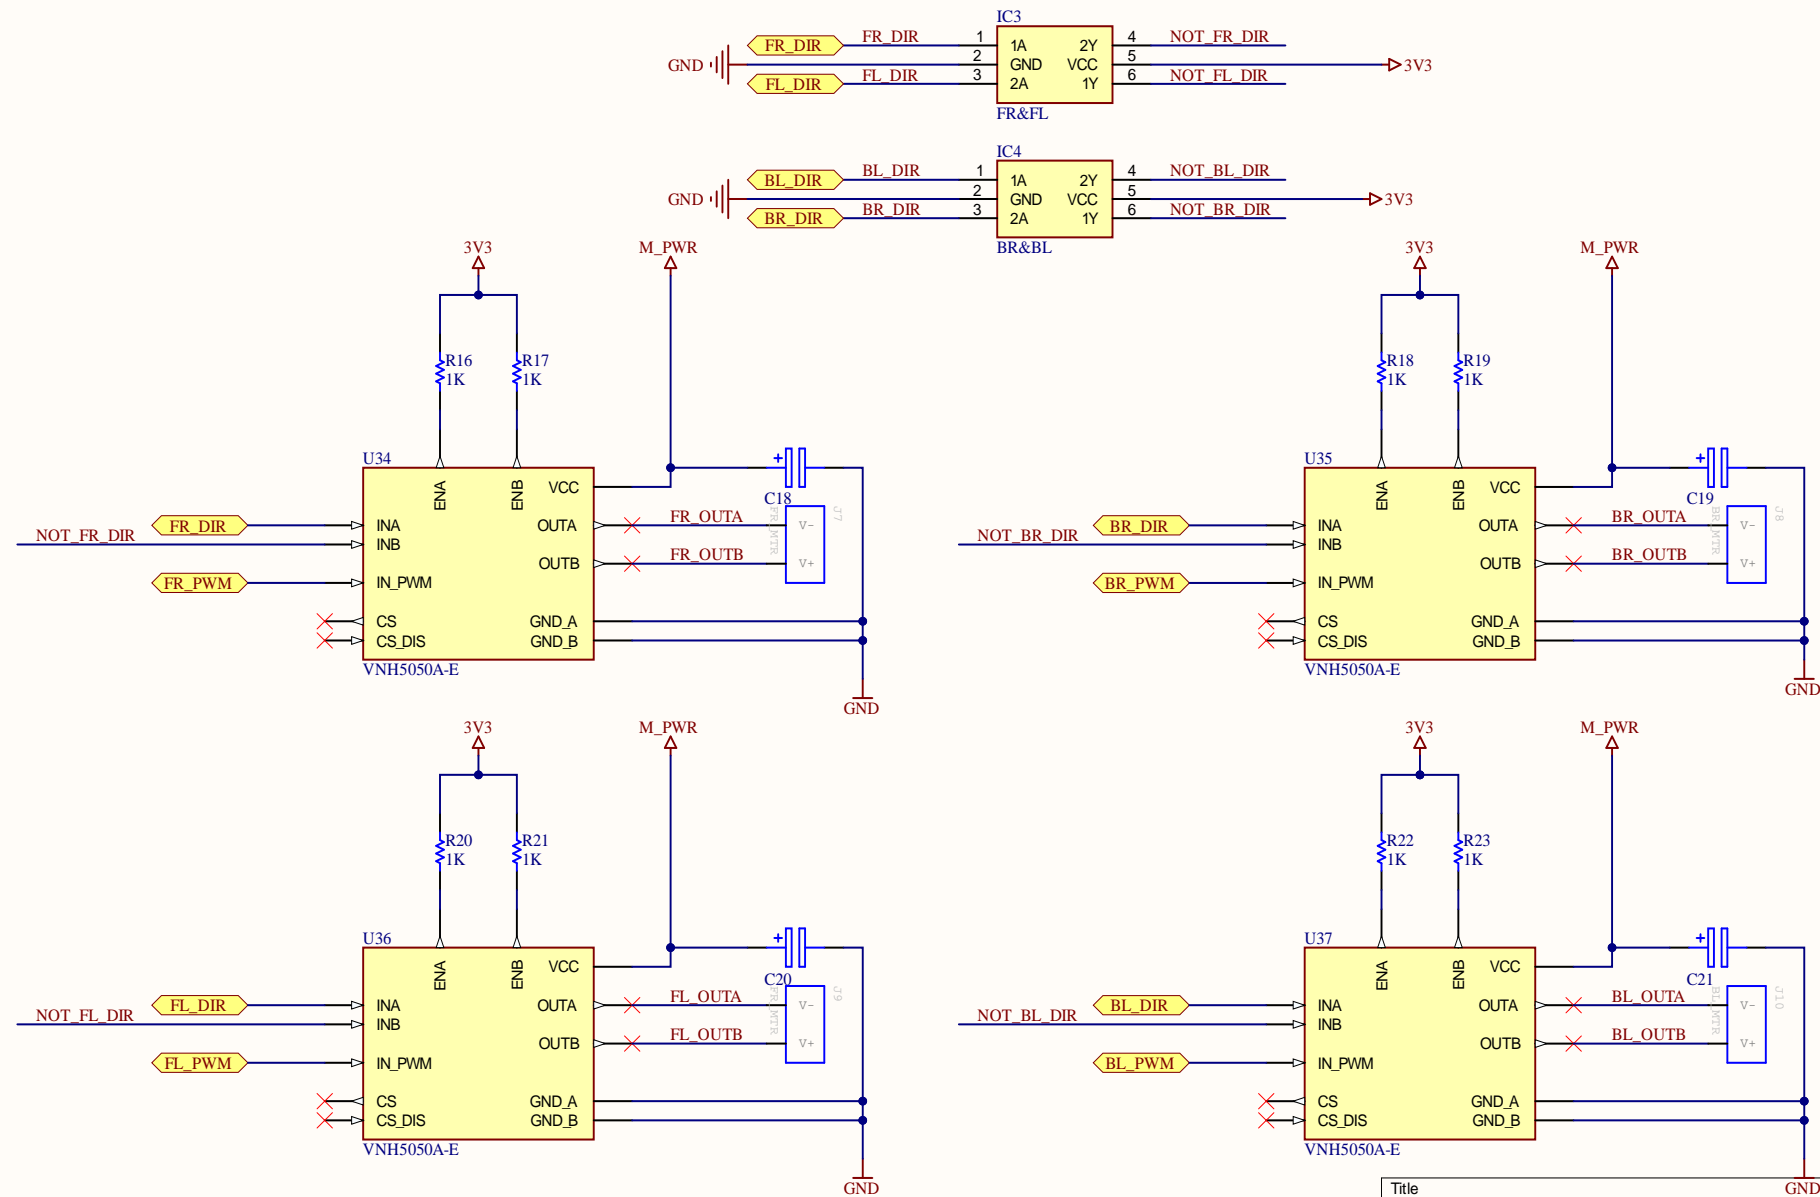 IC3
FR_DIR FR_DIR 1 1A 2Y 4 NOT_FR_DIR
GND 2 GND VCC 5 3V3
FL_DIR FL_DIR 3 2A 1Y 6 NOT_FL_DIR
FR&FL
IC4
BL_DIR BL_DIR 1 1A 2Y 4 NOT_BL_DIR
GND 2 GND VCC 5 3V3
BR_DIR BR_DIR 3 2A 1Y 6 NOT_BR_DIR
BR&BL
3V3 M_PWR
R16 R17
1K 1K
U34
ENA ENB VCC
+ C18
FR_DIR INA OUTA FR_OUTA V- J7
NOT_FR_DIR INB
FR_MTR
OUTB FR_OUTB V+
FR_PWM IN_PWM
CS GND_A
CS_DIS GND_B
VNH5050A-E
GND
3V3 M_PWR
R18 R19
1K 1K
U35
ENA ENB VCC
+ C19
BR_DIR INA OUTA BR_OUTA V- J8
NOT_BR_DIR INB
BR_MTR
OUTB BR_OUTB V+
BR_PWM IN_PWM
CS GND_A
CS_DIS GND_B
VNH5050A-E
GND
3V3 M_PWR
R20 R21
1K 1K
U36
ENA ENB VCC
+ C20
FL_DIR INA OUTA FL_OUTA V- J9
NOT_FL_DIR INB
FR_MTR
OUTB FL_OUTB V+
FL_PWM IN_PWM
CS GND_A
CS_DIS GND_B
VNH5050A-E
GND
3V3 M_PWR
R22 R23
1K 1K
U37
ENA ENB VCC
+ C21
BL_DIR INA OUTA BL_OUTA V- J10
NOT_BL_DIR INB
BL_MTR
OUTB BL_OUTB V+
BL_PWM IN_PWM
CS GND_A
CS_DIS GND_B
VNH5050A-E
GND
Title